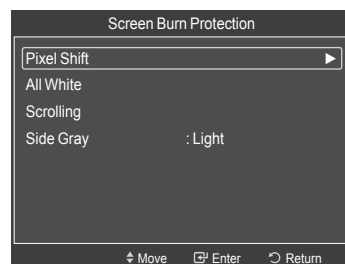 Screen Burn Protection
Pixel Shift
All White
Scrolling
Side Gray : Light
Move Enter Return